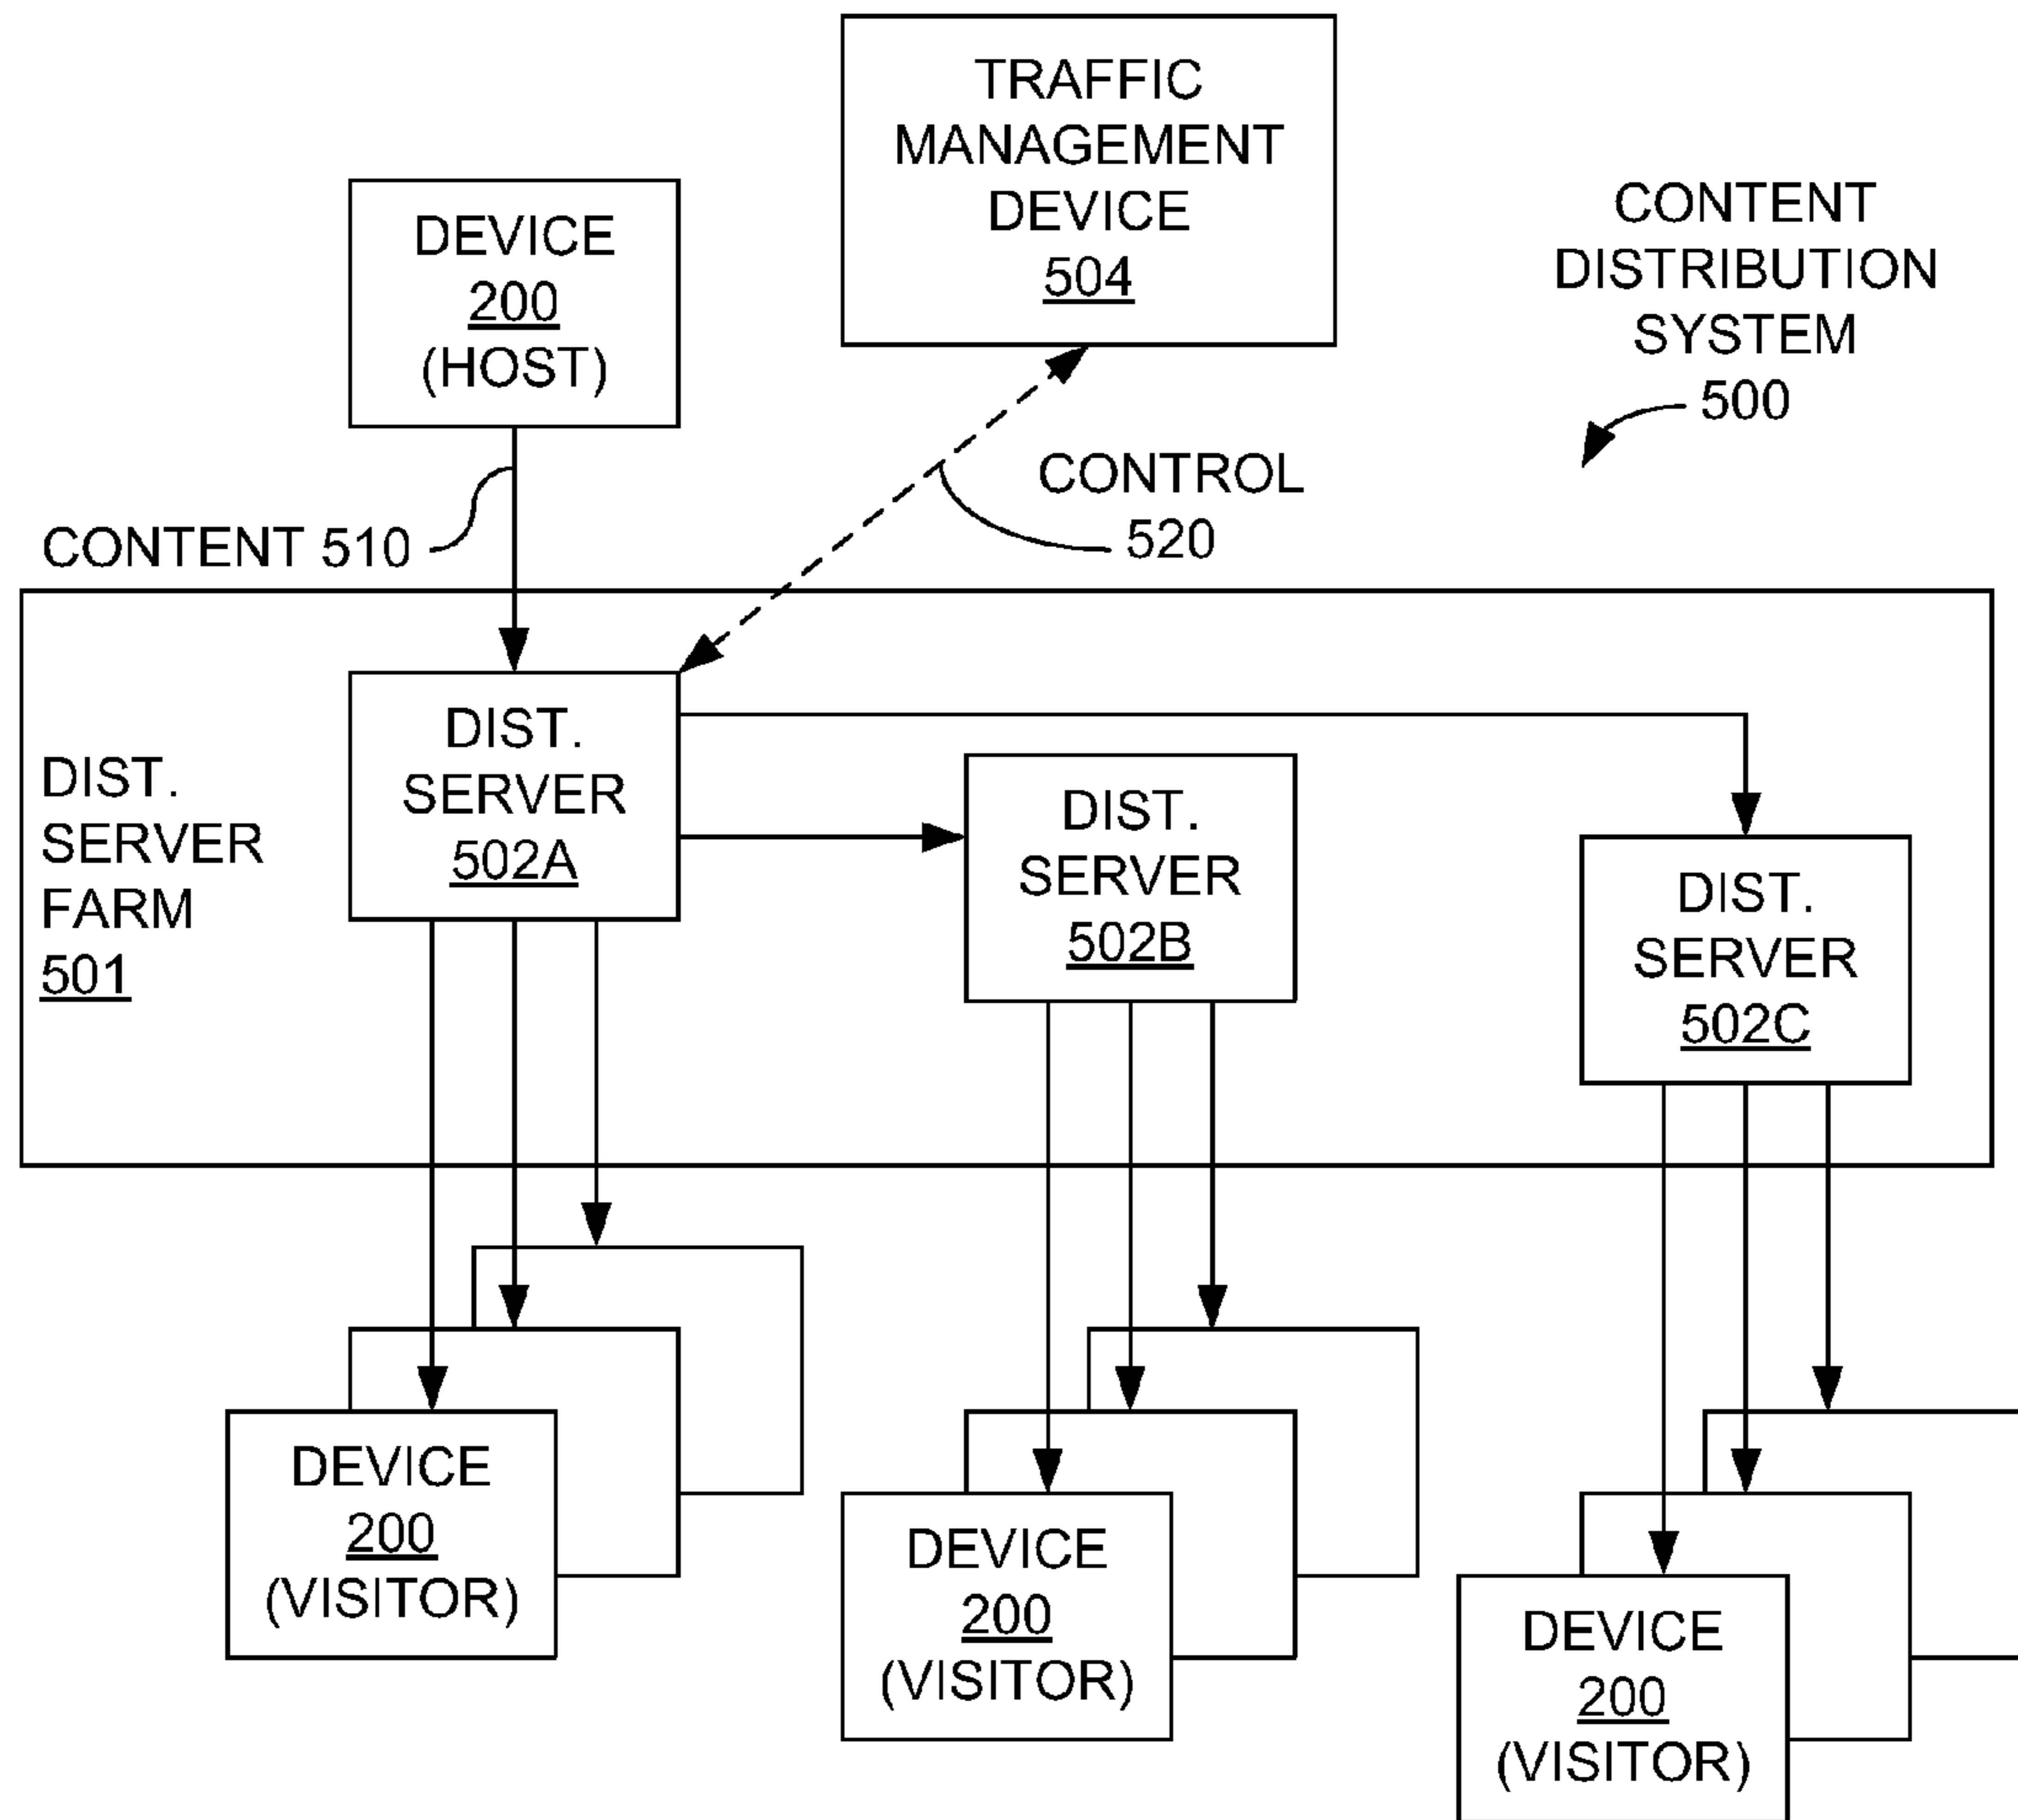 TRAFFIC
MANAGEMENT
DEVICE
504
DEVICE
200
(HOST)
CONTENT
DISTRIBUTION
SYSTEM
500
CONTROL
520
CONTENT 510
DIST.
SERVER
FARM
501
DIST.
SERVER
502A
DIST.
SERVER
502B
DIST.
SERVER
502C
DEVICE
200
(VISITOR)
DEVICE
200
(VISITOR)
DEVICE
200
(VISITOR)